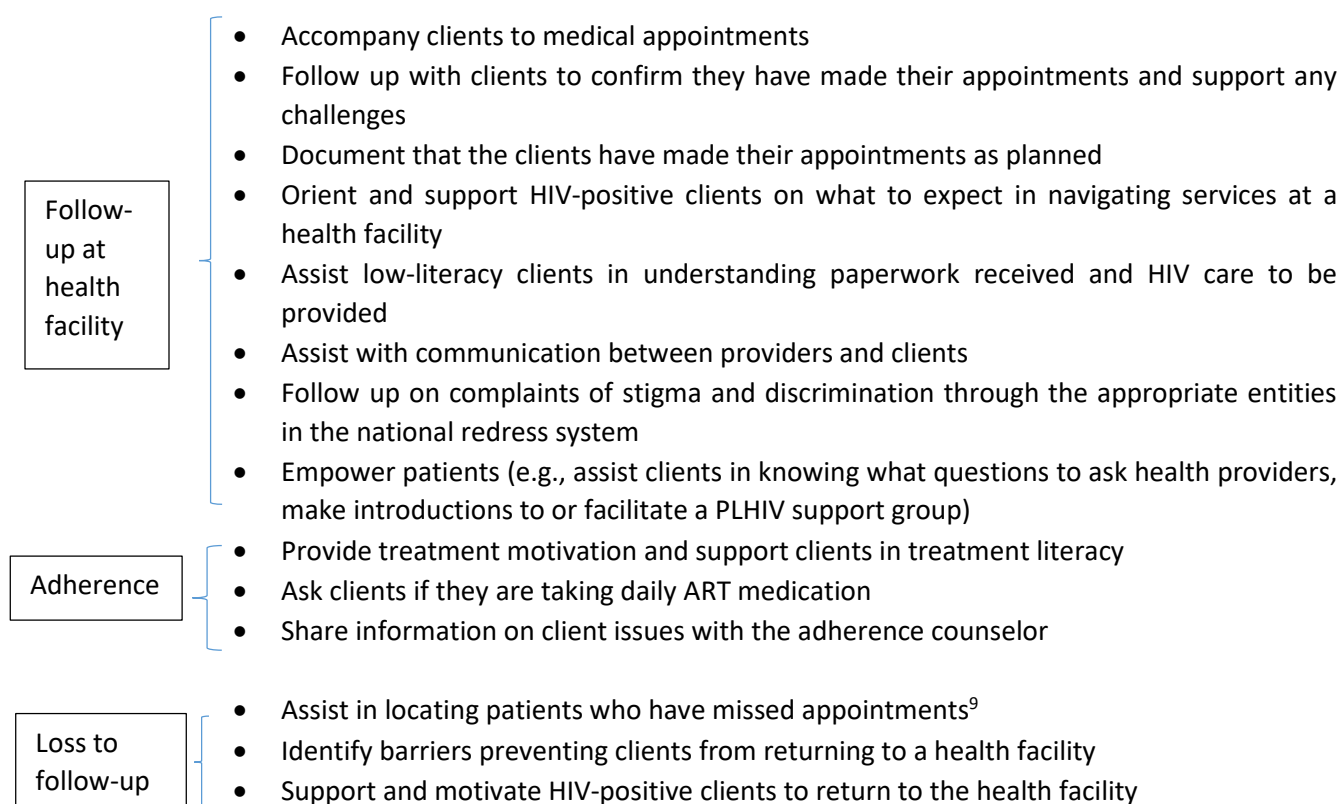 • Accompany clients to medical appointments
• Follow up with clients to confirm they have made their appointments and support any
challenges
• Document that the clients have made their appointments as planned
Follow-
up at
health
facility
• Orient and support HIV-positive clients on what to expect in navigating services at a
health facility
• Assist low-literacy clients in understanding paperwork received and HIV care to be
provided
• Assist with communication between providers and clients
• Follow up on complaints of stigma and discrimination through the appropriate entities
in the national redress system
• Empower patients (e.g., assist clients in knowing what questions to ask health providers,
make introductions to or facilitate a PLHIV support group)
Adherence
• Provide treatment motivation and support clients in treatment literacy
• Ask clients if they are taking daily ART medication
• Share information on client issues with the adherence counselor
Loss to
follow-up
• Assist in locating patients who have missed appointments⁹
• Identify barriers preventing clients from returning to a health facility
• Support and motivate HIV-positive clients to return to the health facility